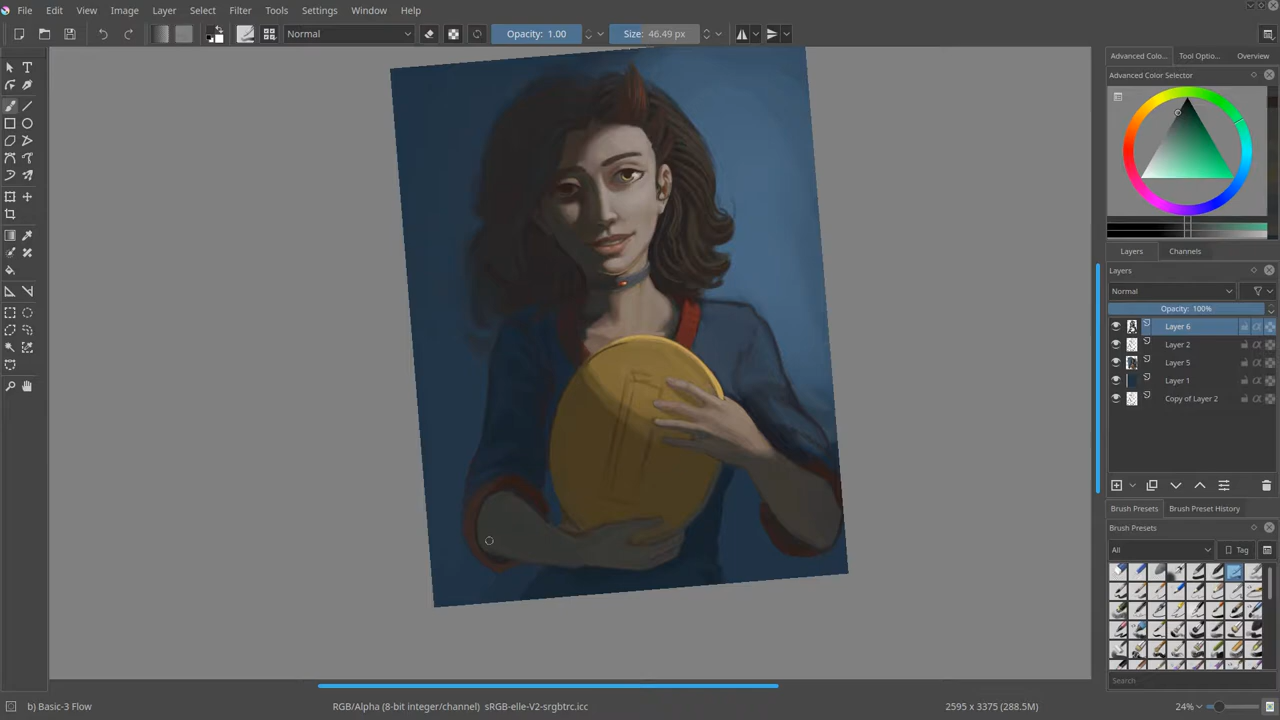 File Edit View Image Layer Select Filter Tools Settings Window Help
Normal
Opacity: 1.00
Size: 46.49 px
Advanced Colo...
Tool Optio...
Overview
Advanced Color Selector
Layers
Channels
Layers
Normal
Opacity: 100%
Layer 6
Layer 2
Layer 5
Layer 1
Copy of Layer 2
Brush Presets
Brush Preset History
Brush Presets
All
Tag
Search
b) Basic-3 Flow
RGB/Alpha (8-bit integer/channel) sRGB-elle-V2-srgbtrc.icc
2595 x 3375 (288.5M)
24%